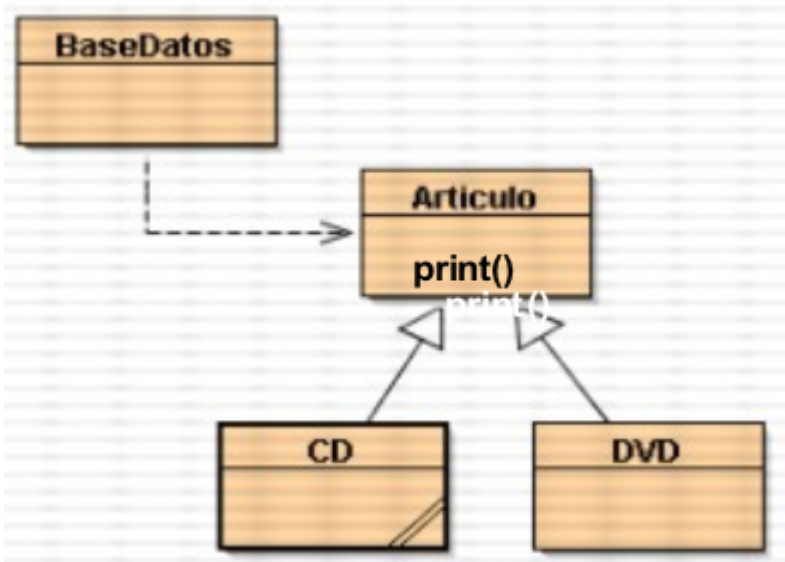 BaseDatos
Articulo
print()
print()
CD
DVD